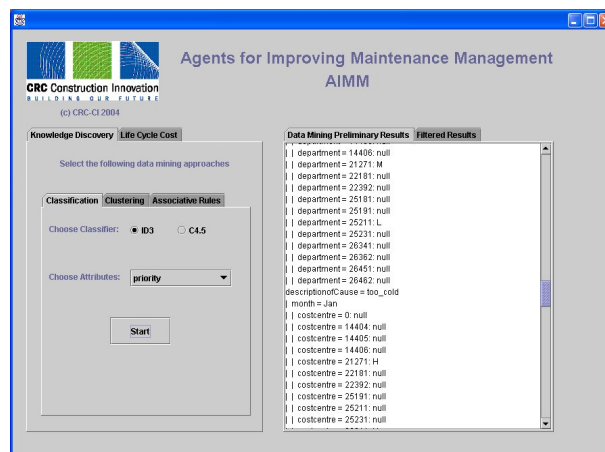 Agents for Improving Maintenance Management
AIMM
CRC Construction Innovation
BUILDING OUR FUTURE
(c) CRC-CI 2004
Knowledge Discovery Life Cycle Cost
Select the following data mining approaches
Classification Clustering Associative Rules
Choose Classifier: ID3 C4.5
Choose Attributes: priority
Start
Data Mining Preliminary Results Filtered Results
| | department = 14406: null
| | department = 21271: M
| | department = 22181: null
| | department = 22392: null
| | department = 25181: null
| | department = 25191: null
| | department = 25211: L
| | department = 25231: null
| | department = 26341: null
| | department = 26362: null
| | department = 26451: null
| | department = 26462: null
descriptionofCause = too_cold
| month = Jan
| | costcentre = 0: null
| | costcentre = 14404: null
| | costcentre = 14405: null
| | costcentre = 14406: null
| | costcentre = 21271: H
| | costcentre = 22181: null
| | costcentre = 22392: null
| | costcentre = 25191: null
| | costcentre = 25211: null
| | costcentre = 25231: null